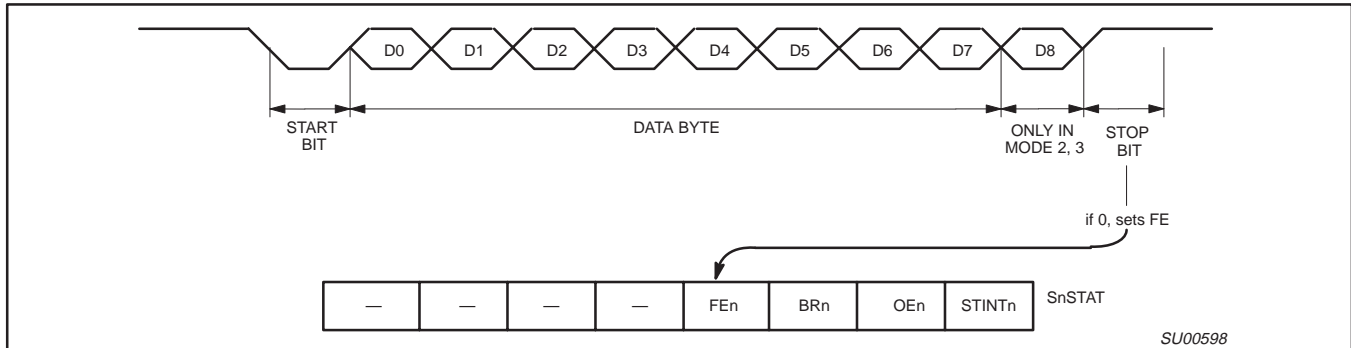 D0 D1 D2 D3 D4 D5 D6 D7 D8
START
BIT
DATA BYTE
ONLY IN
MODE 2, 3
STOP
BIT
if 0, sets FE
— — — — FEn BRn OEn STINTn SnSTAT
SU00598